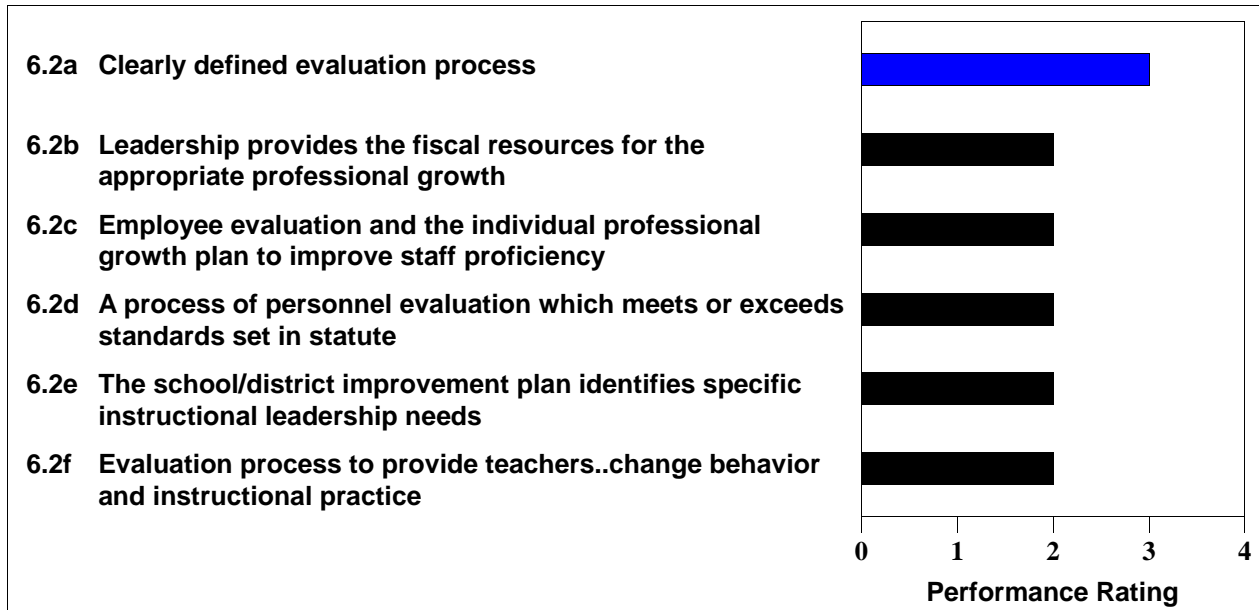 6.2a Clearly defined evaluation process
6.2b Leadership provides the fiscal resources for the
appropriate professional growth
6.2c Employee evaluation and the individual professional
growth plan to improve staff proficiency
6.2d A process of personnel evaluation which meets or exceeds
standards set in statute
6.2e The school/district improvement plan identifies specific
instructional leadership needs
6.2f Evaluation process to provide teachers..change behavior
and instructional practice
0 1 2 3 4
Performance Rating